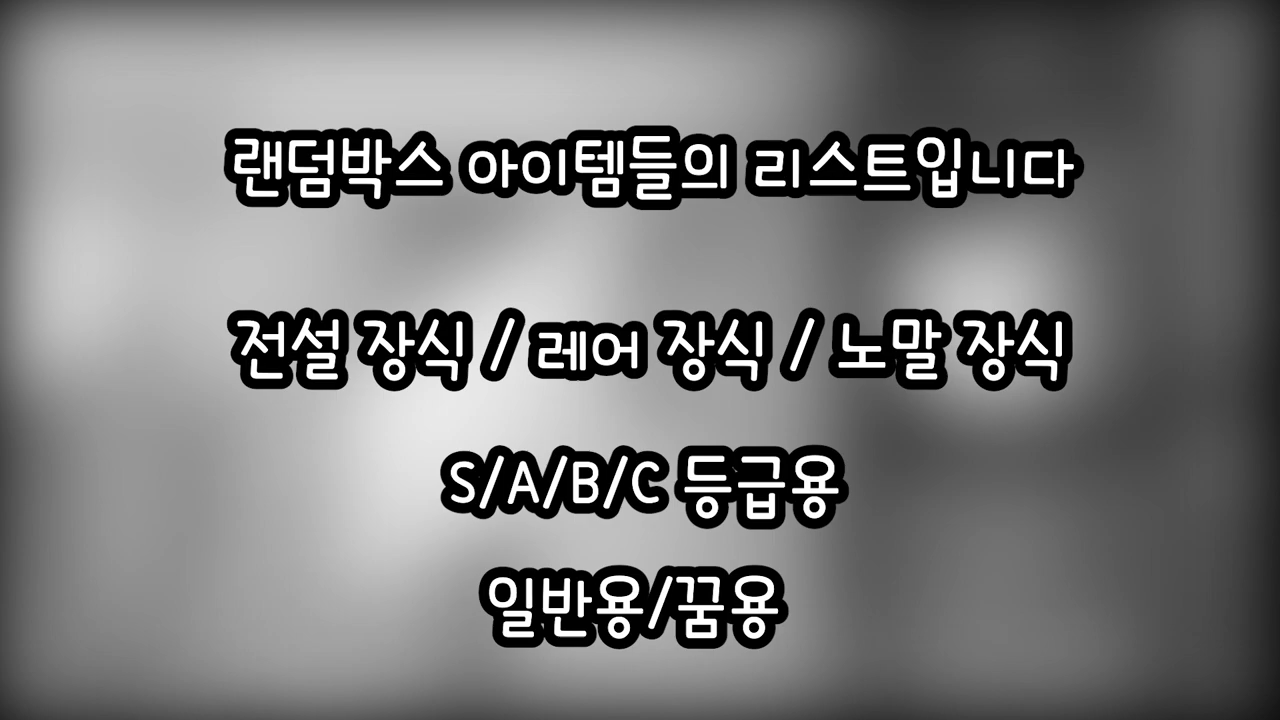 랜덤박스 아이템들의 리스트입니다
전설 장식 / 레어 장식 / 노말 장식
S/A/B/C 등급용
일반용/꿈용